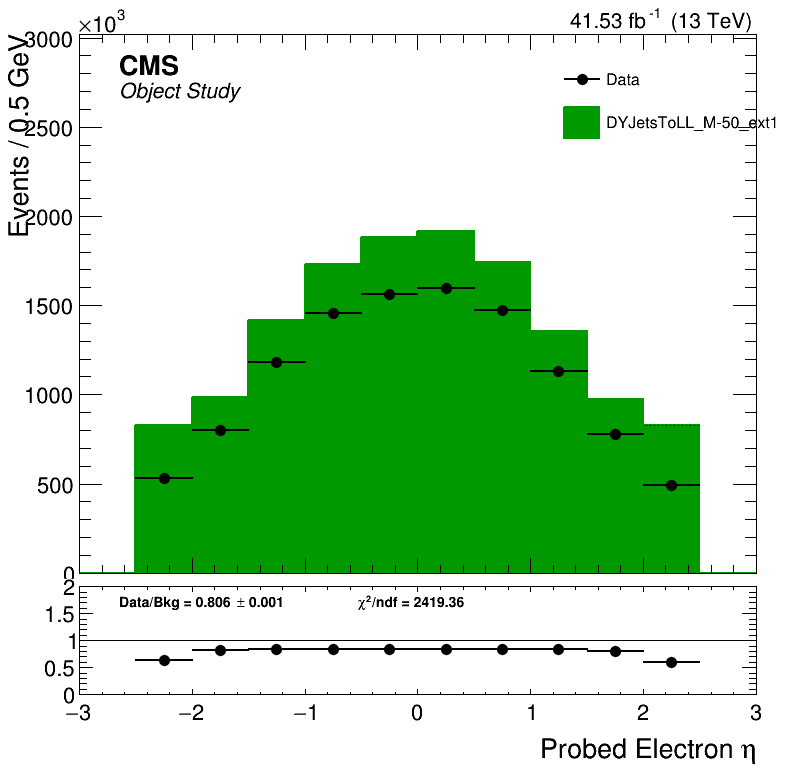 ×10³
41.53 fb⁻¹ (13 TeV)
Events / 0.5 GeV
3000
2500
2000
1500
1000
500
0
CMS
Object Study
Data
DYJetsToLL_M-50_ext1
2
1.5
1
0.5
0
Data/Bkg = 0.806 ± 0.001
χ²/ndf = 2419.36
−3 −2 −1 0 1 2 3
Probed Electron η